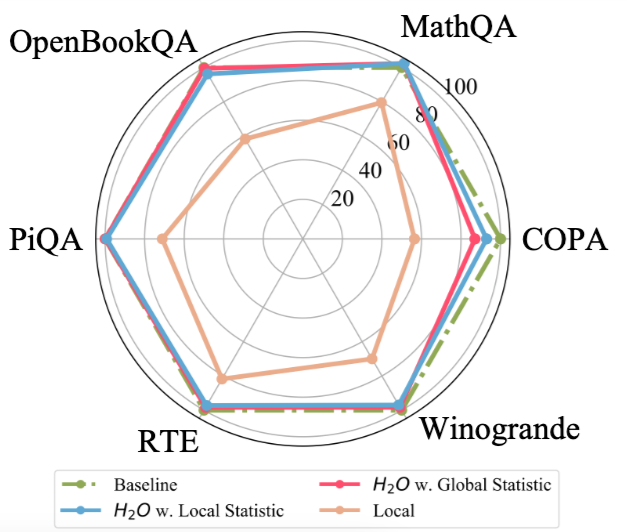 MathQA
OpenBookQA
100
80
60
40
20
PiQA
COPA
RTE
Winogrande
Baseline
H₂O w. Global Statistic
H₂O w. Local Statistic
Local